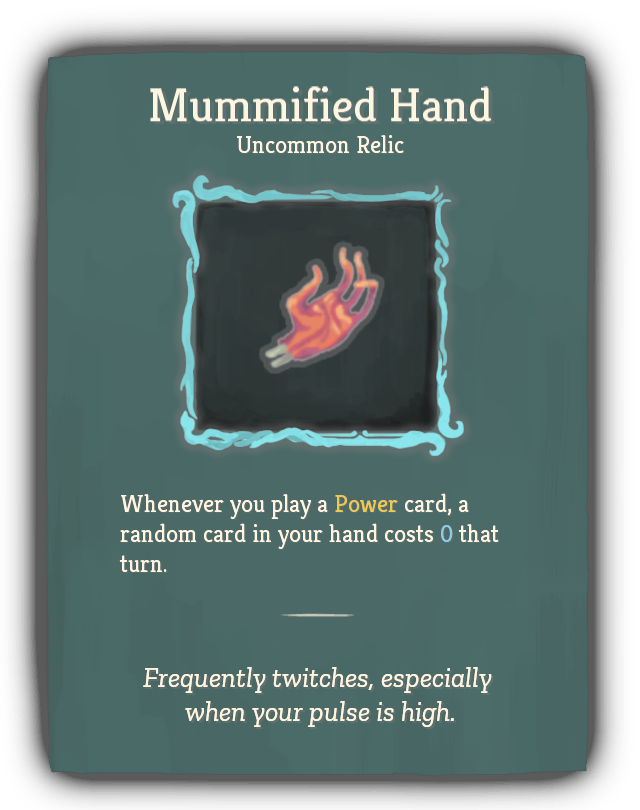 Mummified Hand
Uncommon Relic
Whenever you play a Power card, a
random card in your hand costs 0 that
turn.
Frequently twitches, especially
when your pulse is high.